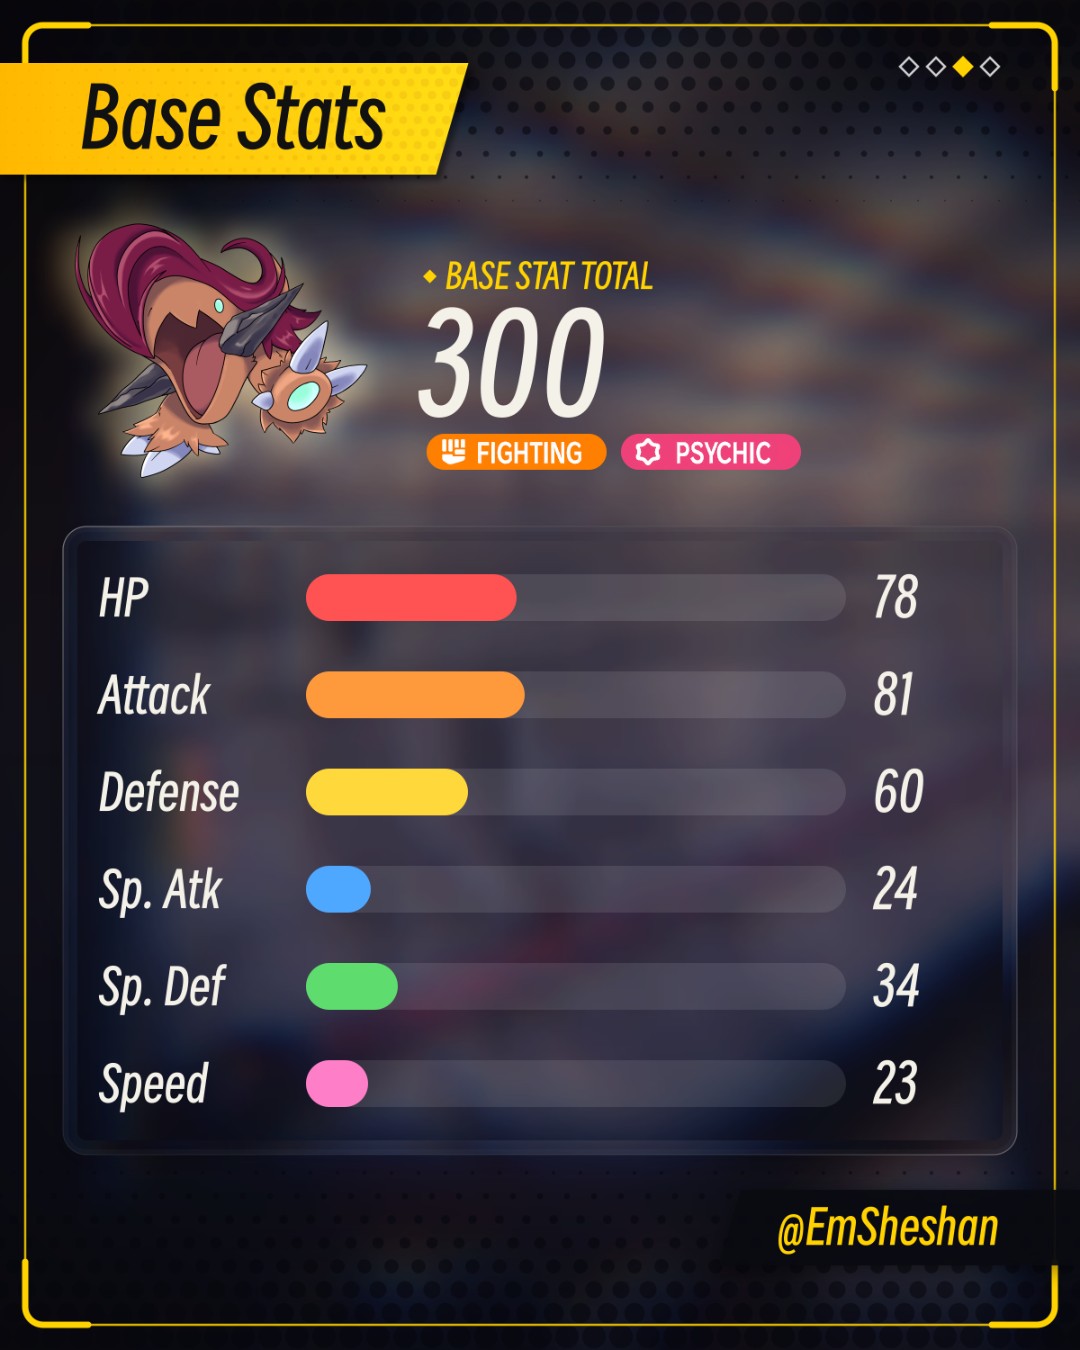 Base Stats
BASE STAT TOTAL
300
FIGHTING PSYCHIC
HP 78
Attack 81
Defense 60
Sp. Atk 24
Sp. Def 34
Speed 23
@EmSheshan